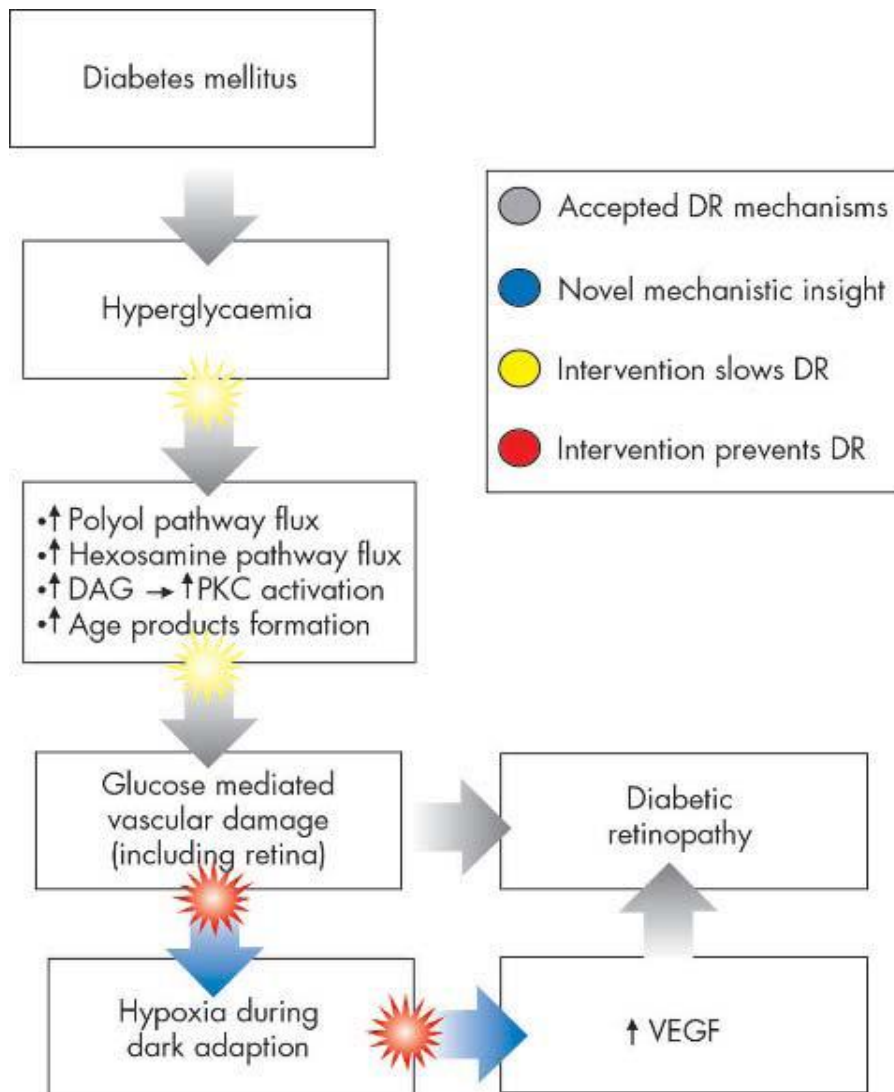 Diabetes mellitus
Hyperglycaemia
•↑ Polyol pathway flux
•↑ Hexosamine pathway flux
•↑ DAG → ↑PKC activation
•↑ Age products formation
Glucose mediated
vascular damage
(including retina)
Hypoxia during
dark adaption
↑ VEGF
Diabetic
retinopathy
Accepted DR mechanisms
Novel mechanistic insight
Intervention slows DR
Intervention prevents DR